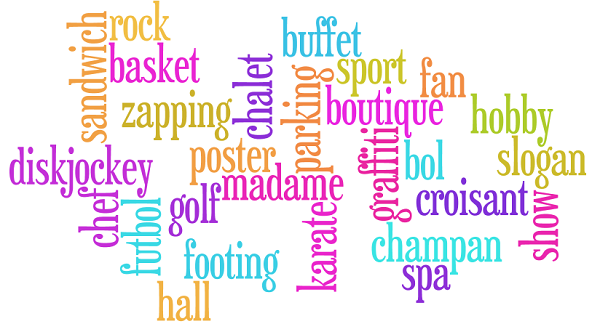 rock
sandwich
buffet
basket
chalet
sport
fan
parking
zapping
boutique
hobby
diskjockey
poster
graffiti
bol
slogan
madame
chef
golf
croisant
futbol
karate
show
footing
champan
spa
hall